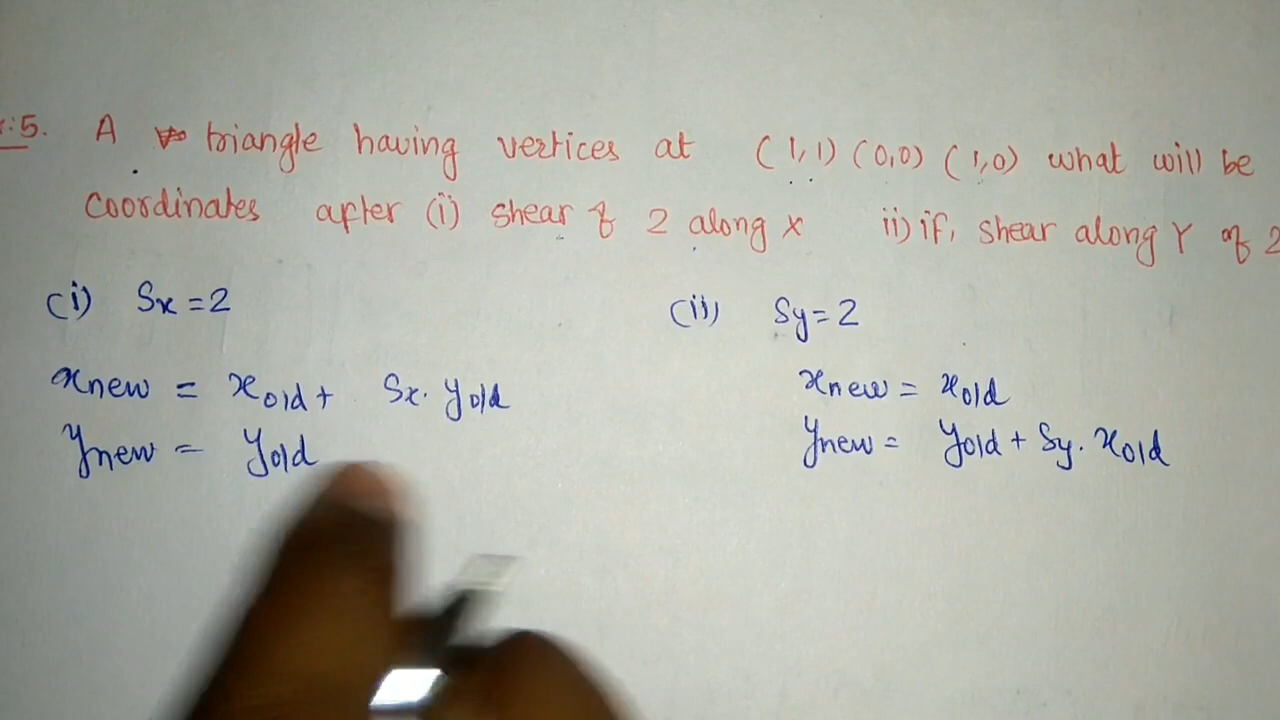 :5. A triangle having vertices at (1,1) (0,0) (1,0) what will be
coordinates after (i) shear of 2 along x ii) if, shear along Y of 2
(i) Sx = 2
xnew = xold + Sx. yold
ynew = yold
(ii) Sy = 2
xnew = xold
ynew = yold + Sy. xold